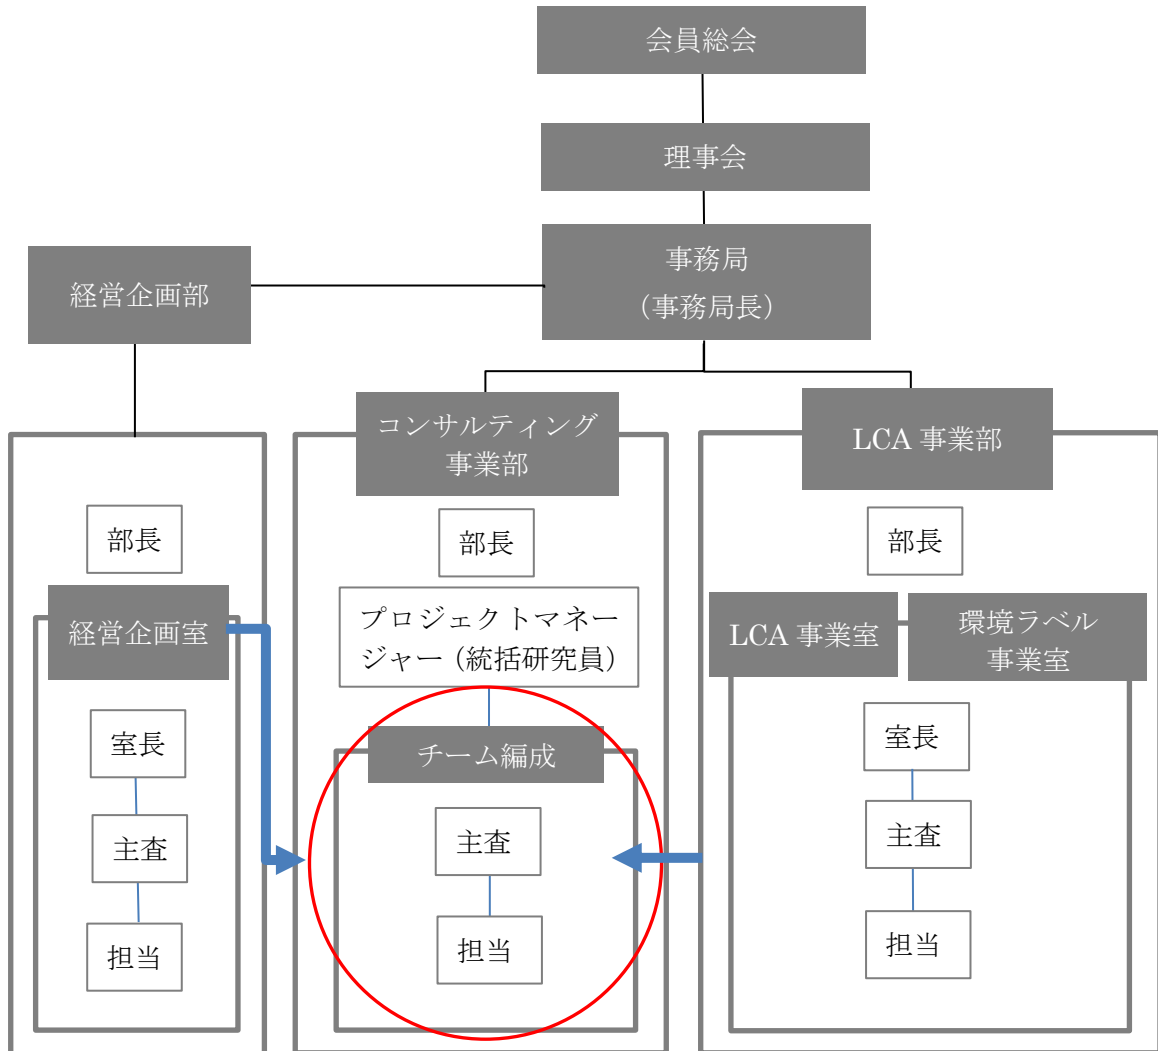 会員総会
理事会
事務局
（事務局長）
経営企画部
コンサルティング
事業部
LCA 事業部
部長
部長
部長
経営企画室
プロジェクトマネー
ジャー（統括研究員）
LCA 事業室
環境ラベル
事業室
室長
チーム編成
室長
主査
主査
主査
担当
担当
担当